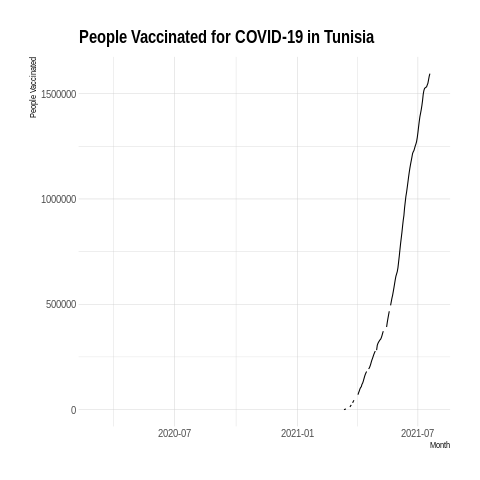 People Vaccinated for COVID-19 in Tunisia
People Vaccinated
1500000
1000000
500000
0
2020-07
2021-01
2021-07
Month